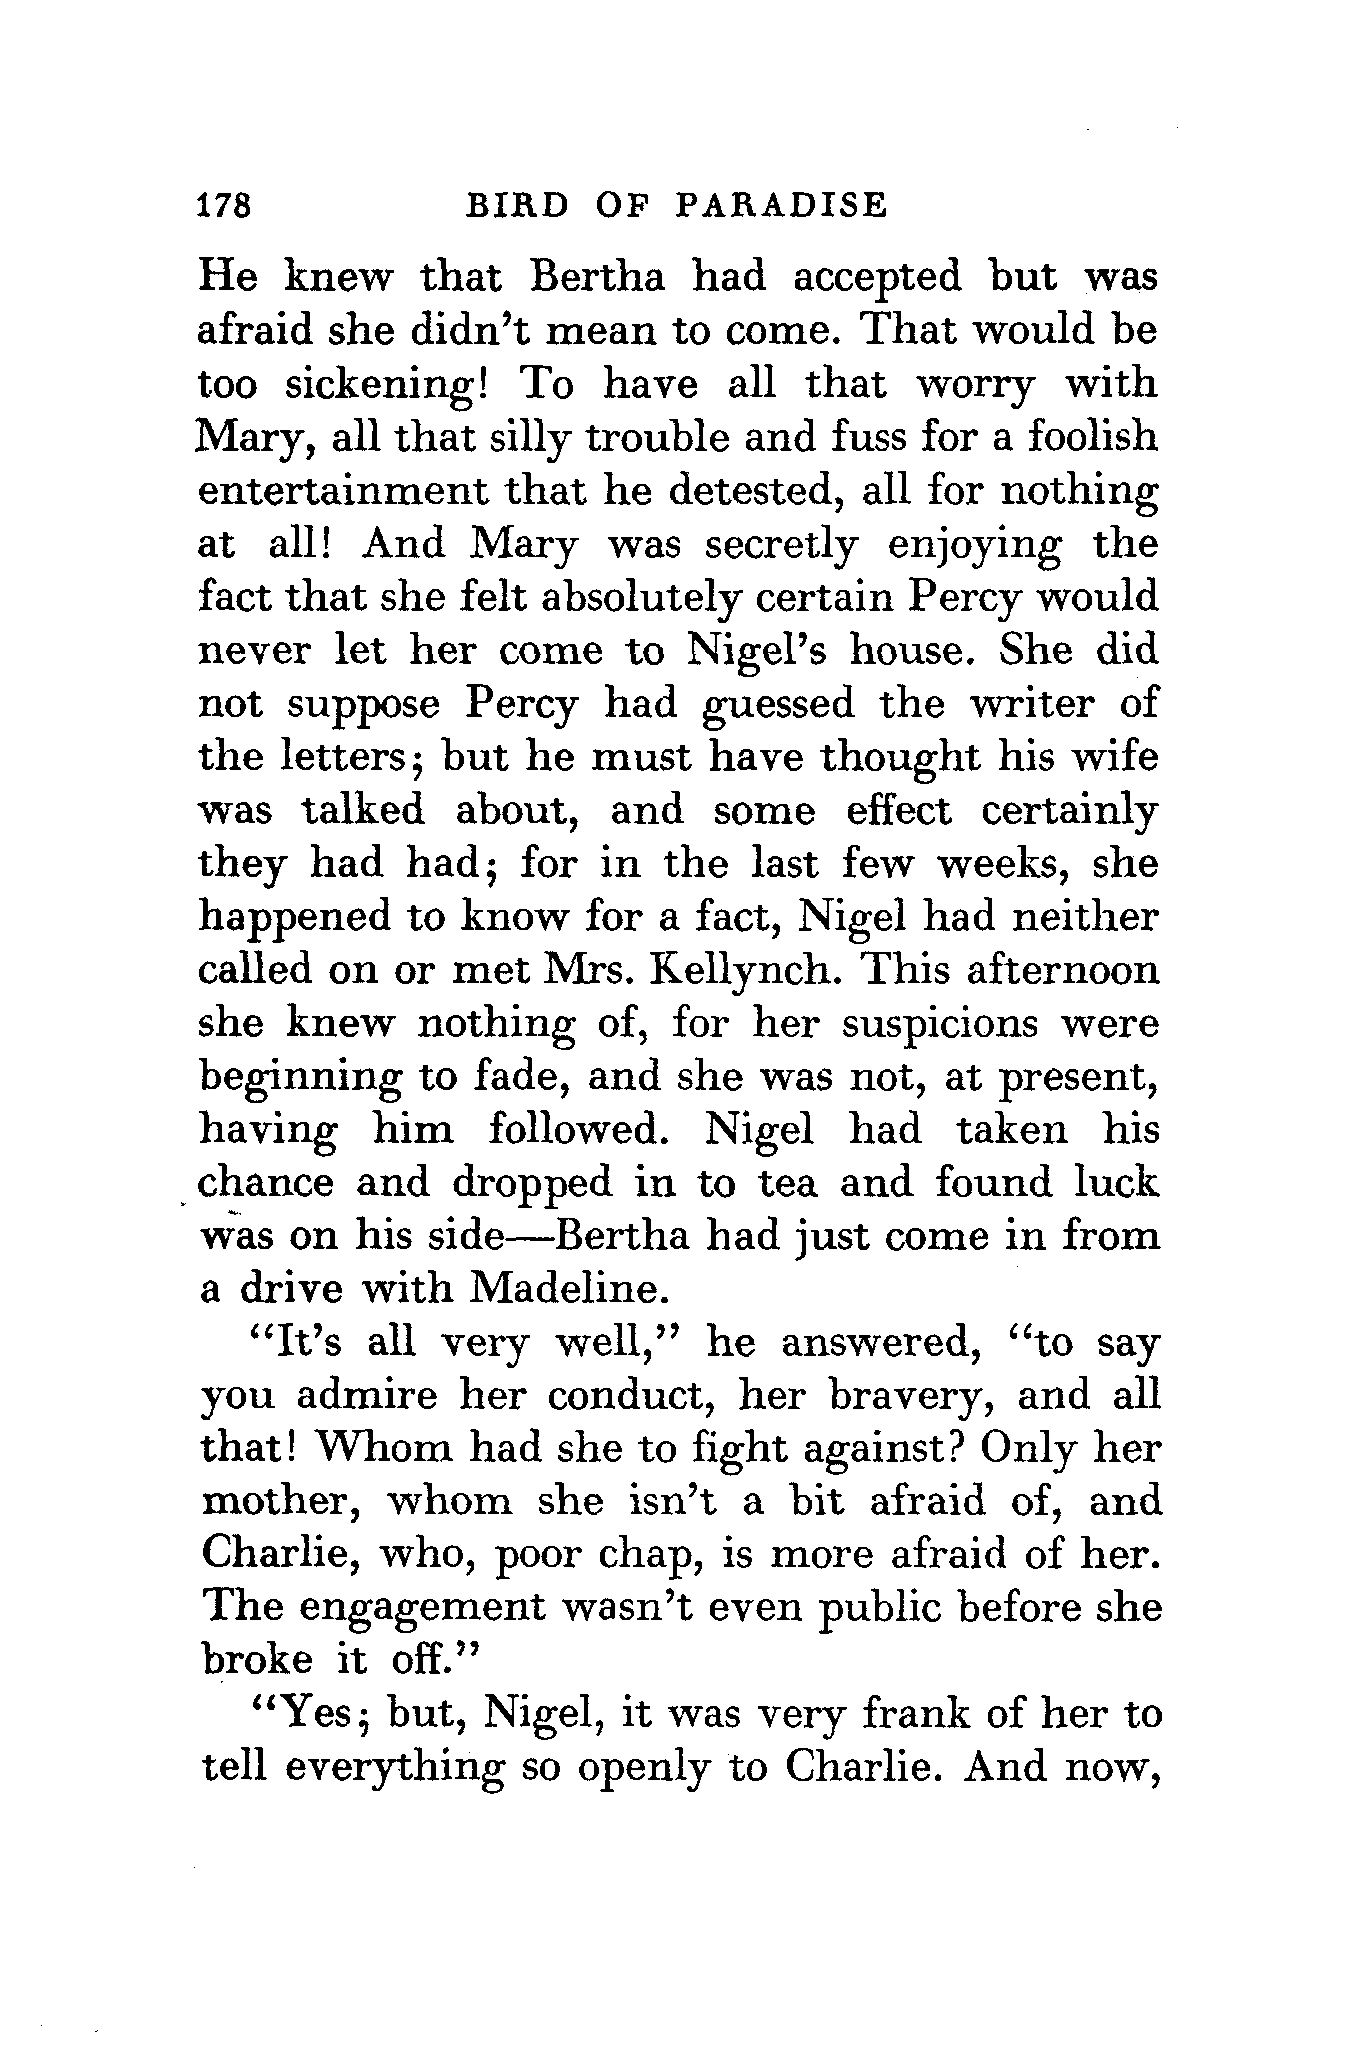 178 BIRD OF PARADISE
He knew that Bertha had accepted but was
afraid she didn't mean to come. That would be
too sickening! To have all that worry with
Mary, all that silly trouble and fuss for a foolish
entertainment that he detested, all for nothing
at all! And Mary was secretly enjoying the
fact that she felt absolutely certain Percy would
never let her come to Nigel's house. She did
not suppose Percy had guessed the writer of
the letters; but he must have thought his wife
was talked about, and some effect certainly
they had had; for in the last few weeks, she
happened to know for a fact, Nigel had neither
called on or met Mrs. Kellynch. This afternoon
she knew nothing of, for her suspicions were
beginning to fade, and she was not, at present,
having him followed. Nigel had taken his
chance and dropped in to tea and found luck
was on his side—Bertha had just come in from
a drive with Madeline.
"It's all very well," he answered, "to say
you admire her conduct, her bravery, and all
that! Whom had she to fight against? Only her
mother, whom she isn't a bit afraid of, and
Charlie, who, poor chap, is more afraid of her.
The engagement wasn't even public before she
broke it off."
"Yes; but, Nigel, it was very frank of her to
tell everything so openly to Charlie. And now,